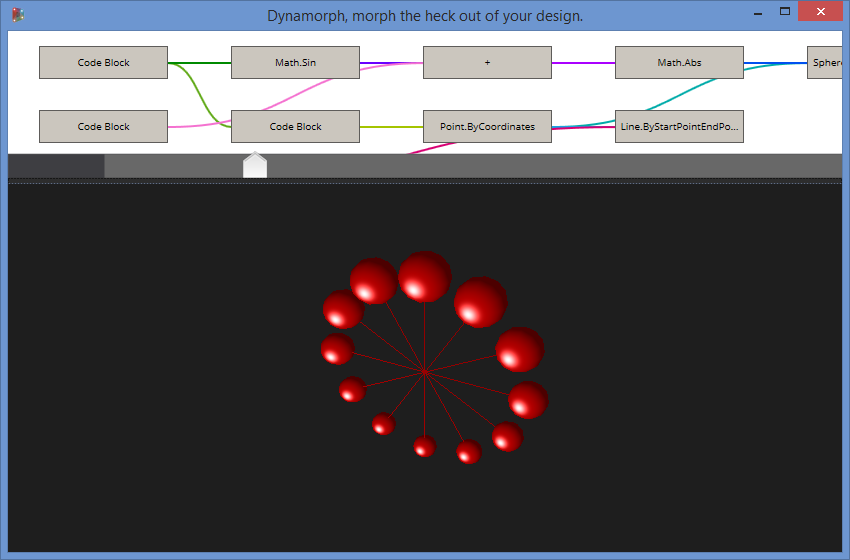 Dynamorph, morph the heck out of your design.
Code Block
Math.Sin
+
Math.Abs
Sphere
Code Block
Code Block
Point.ByCoordinates
Line.ByStartPointEndPo...